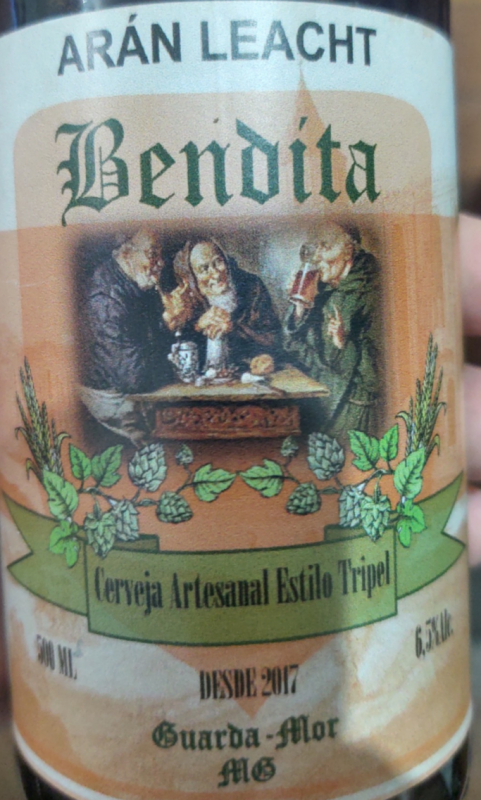 ARÁN LEACHT
Bendita
Cerveja Artesanal Estilo Tripel
500 ML
6,5%Alc.
DESDE 2017
Guarda-Mor
MG